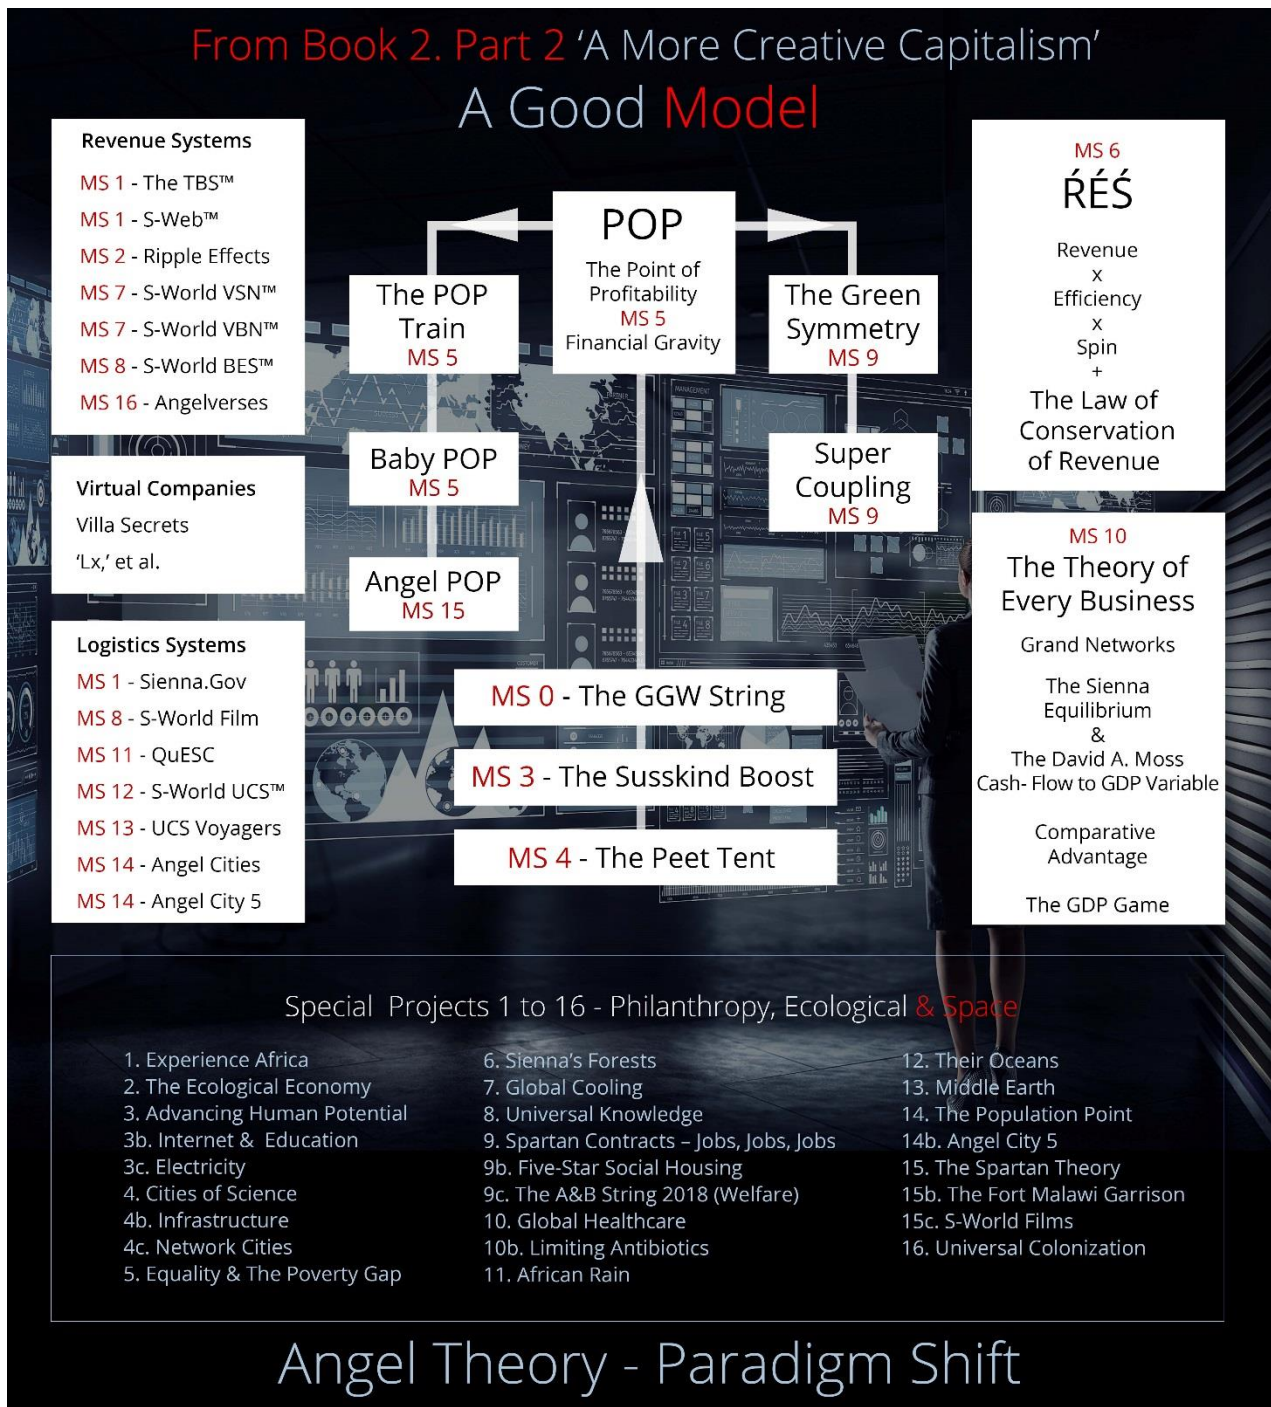 From Book 2. Part 2 ‘A More Creative Capitalism’
A Good Model
Revenue Systems
MS 1 - The TBS™
MS 1 - S-Web™
MS 2 - Ripple Effects
MS 7 - S-World VSN™
MS 7 - S-World VBN™
MS 8 - S-World BES™
MS 16 - Angelverses
Virtual Companies
Villa Secrets
‘Lx,’ et al.
Logistics Systems
MS 1 - Sienna.Gov
MS 8 - S-World Film
MS 11 - QuESC
MS 12 - S-World UCS™
MS 13 - UCS Voyagers
MS 14 - Angel Cities
MS 14 - Angel City 5
The POP
Train
MS 5
Baby POP
MS 5
Angel POP
MS 15
POP
The Point of
Profitability
MS 5
Financial Gravity
The Green
Symmetry
MS 9
Super
Coupling
MS 9
MS 0 - The GGW String
MS 3 - The Susskind Boost
MS 4 - The Peet Tent
MS 6
ŔÉŚ
Revenue
x
Efficiency
x
Spin
+
The Law of
Conservation
of Revenue
MS 10
The Theory of
Every Business
Grand Networks
The Sienna
Equilibrium
&
The David A. Moss
Cash- Flow to GDP Variable
Comparative
Advantage
The GDP Game
Special Projects 1 to 16 - Philanthropy, Ecological & Space
1. Experience Africa
2. The Ecological Economy
3. Advancing Human Potential
3b. Internet & Education
3c. Electricity
4. Cities of Science
4b. Infrastructure
4c. Network Cities
5. Equality & The Poverty Gap
6. Sienna’s Forests
7. Global Cooling
8. Universal Knowledge
9. Spartan Contracts – Jobs, Jobs, Jobs
9b. Five-Star Social Housing
9c. The A&B String 2018 (Welfare)
10. Global Healthcare
10b. Limiting Antibiotics
11. African Rain
12. Their Oceans
13. Middle Earth
14. The Population Point
14b. Angel City 5
15. The Spartan Theory
15b. The Fort Malawi Garrison
15c. S-World Films
16. Universal Colonization
Angel Theory - Paradigm Shift